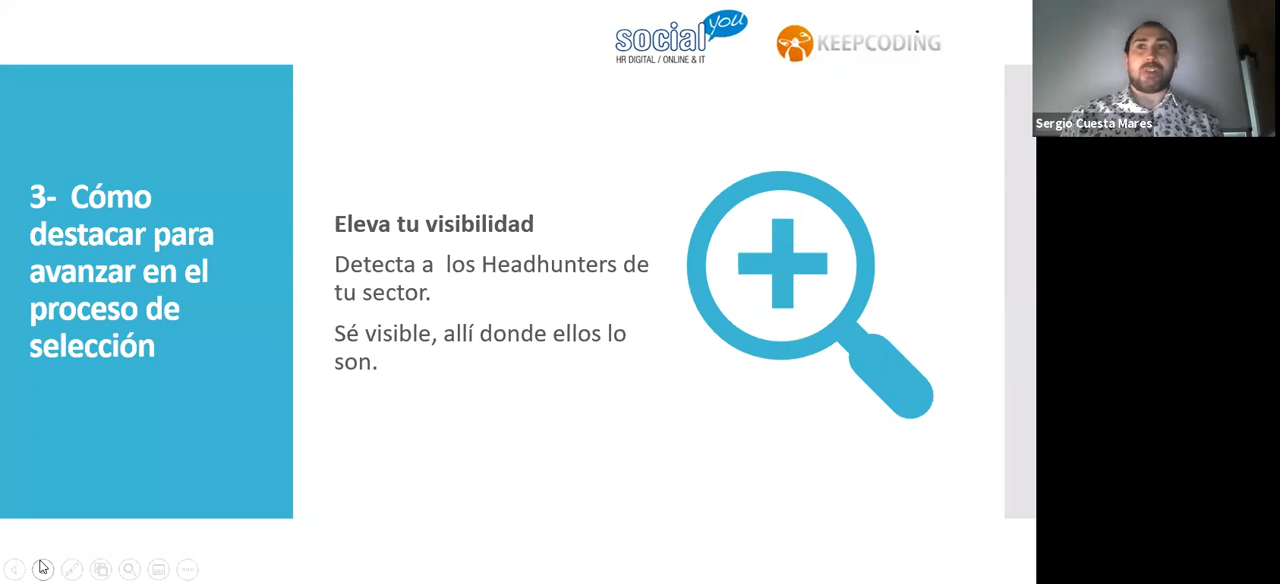 social you
HR DIGITAL / ONLINE & IT
KEEPCODING
Sergio Cuesta Mares
3- Cómo
destacar para
avanzar en el
proceso de
selección
Eleva tu visibilidad
Detecta a los Headhunters de
tu sector.
Sé visible, allí donde ellos lo
son.